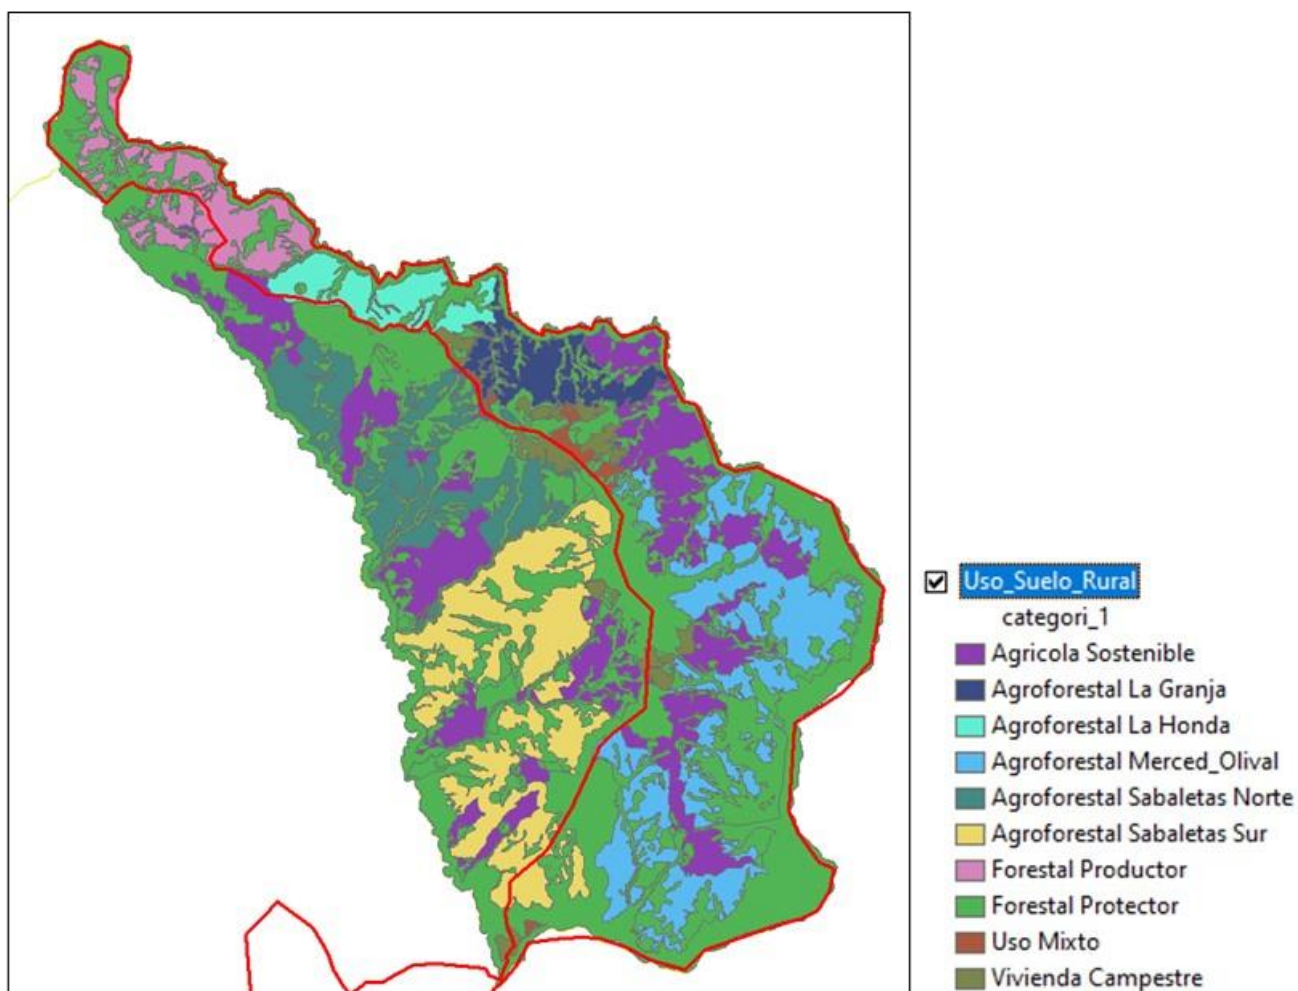 Uso_Suelo_Rural
categori_1
Agricola Sostenible
Agroforestal La Granja
Agroforestal La Honda
Agroforestal Merced_Olival
Agroforestal Sabaletas Norte
Agroforestal Sabaletas Sur
Forestal Productor
Forestal Protector
Uso Mixto
Vivienda Campestre